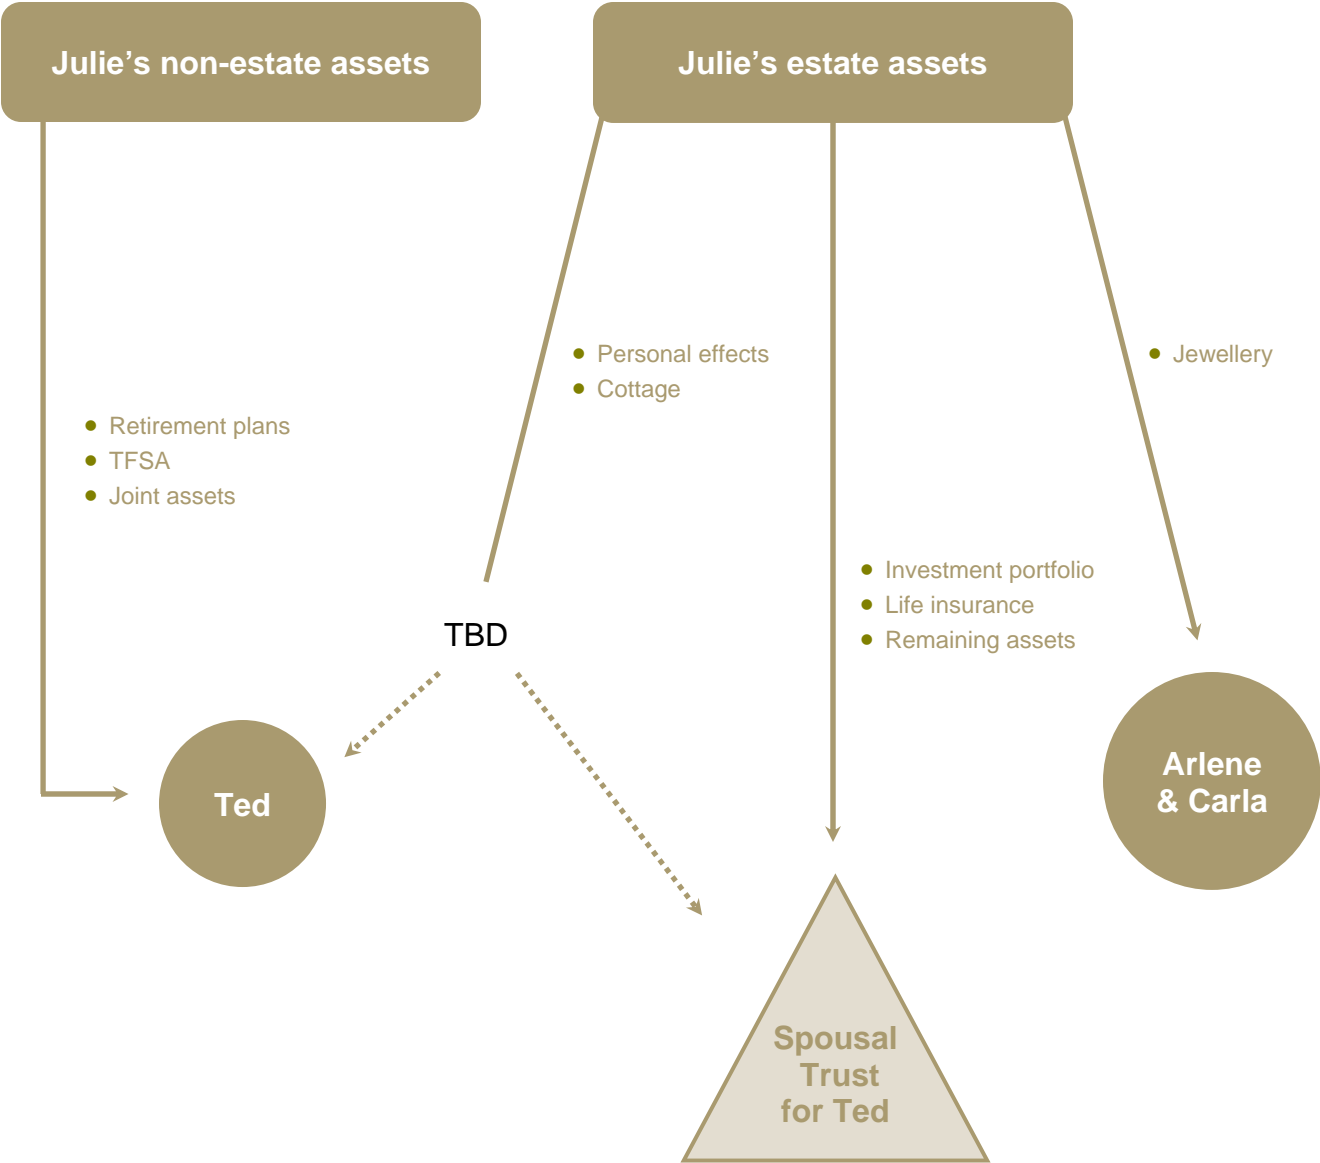 Julie’s non-estate assets
Julie’s estate assets
• Personal effects
• Cottage
• Jewellery
• Retirement plans
• TFSA
• Joint assets
• Investment portfolio
• Life insurance
• Remaining assets
TBD
Ted
Arlene
& Carla
Spousal
Trust
for Ted